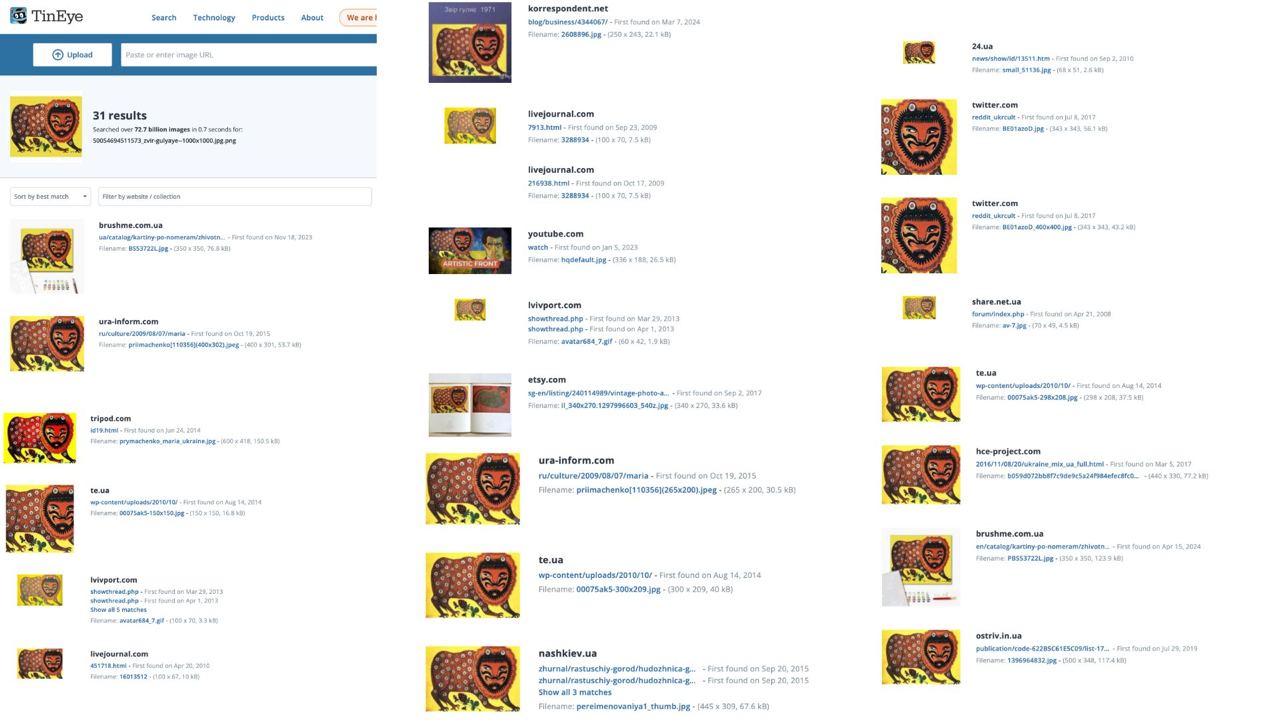 TinEye
Search
Technology
Products
About
Upload
Paste or enter image URL
31 results
Searched over 72.7 billion images in 0.7 seconds for:
50054694511573_zvir-gulyaye--1000x1000.jpg.png
Sort by best match
Filter by website / collection
brushme.com.ua
ua/catalog/kartiny-po-nomeram/zhivotn... - First found on Nov 18, 2023
Filename: BS53722L.jpg - (350 x 350, 76.8 kB)
ura-inform.com
ru/culture/2009/08/07/maria - First found on Oct 19, 2015
Filename: priimachenko[110356](400x302).jpeg - (400 x 301, 53.7 kB)
tripod.com
id19.html - First found on Jun 24, 2014
Filename: prymachenko_maria_ukraine.jpg - (600 x 418, 150.5 kB)
te.ua
wp-content/uploads/2010/10/ - First found on Aug 14, 2014
Filename: 00075ak5-150x150.jpg - (150 x 150, 16.8 kB)
lvivport.com
showthread.php - First found on Mar 29, 2013
showthread.php - First found on Apr 1, 2013
Show all 5 matches
Filename: avatar684_7.gif - (100 x 70, 3.3 kB)
livejournal.com
451718.html - First found on Apr 20, 2010
Filename: 16013512 - (100 x 67, 10 kB)
Звір гуляє 1971
korrespondent.net
blog/business/4344067/ - First found on Mar 7, 2024
Filename: 2608896.jpg - (250 x 243, 22.1 kB)
livejournal.com
7913.html - First found on Sep 23, 2009
Filename: 3288934 - (100 x 70, 7.5 kB)
livejournal.com
216938.html - First found on Oct 17, 2009
Filename: 3288934 - (100 x 70, 7.5 kB)
ARTISTIC FRONT
youtube.com
watch - First found on Jan 5, 2023
Filename: hqdefault.jpg - (336 x 188, 26.5 kB)
lvivport.com
showthread.php - First found on Mar 29, 2013
showthread.php - First found on Apr 1, 2013
Filename: avatar684_7.gif - (60 x 42, 1.9 kB)
etsy.com
sg-en/listing/240114989/vintage-photo-a... - First found on Sep 2, 2017
Filename: il_340x270.1297996603_540z.jpg - (340 x 270, 33.6 kB)
ura-inform.com
ru/culture/2009/08/07/maria - First found on Oct 19, 2015
Filename: priimachenko[110356](265x200).jpeg - (265 x 200, 30.5 kB)
te.ua
wp-content/uploads/2010/10/ - First found on Aug 14, 2014
Filename: 00075ak5-300x209.jpg - (300 x 209, 40 kB)
nashkiev.ua
zhurnal/rastuschiy-gorod/hudozhnica-g... - First found on Sep 20, 2015
zhurnal/rastuschiy-gorod/hudozhnica-g... - First found on Sep 20, 2015
Show all 3 matches
Filename: pereimenovaniya1_thumb.jpg - (445 x 309, 67.6 kB)
24.ua
news/show/id/13511.htm - First found on Sep 2, 2010
Filename: small_51136.jpg - (68 x 51, 2.6 kB)
twitter.com
reddit_ukrcult - First found on Jul 8, 2017
Filename: BE01azoD.jpg - (343 x 343, 56.1 kB)
twitter.com
reddit_ukrcult - First found on Jul 8, 2017
Filename: BE01azoD_400x400.jpg - (343 x 343, 43.2 kB)
share.net.ua
forum/index.php - First found on Apr 21, 2008
Filename: av-7.jpg - (70 x 49, 4.5 kB)
te.ua
wp-content/uploads/2010/10/ - First found on Aug 14, 2014
Filename: 00075ak5-298x208.jpg - (298 x 208, 37.5 kB)
hce-project.com
2016/11/08/20/ukraine_mix_ua_full.html - First found on Mar 5, 2017
Filename: b059d072bb8f7c9de9c5a24f984efec8fc0... - (440 x 330, 77.2 kB)
brushme.com.ua
en/catalog/kartiny-po-nomeram/zhivotn... - First found on Apr 15, 2024
Filename: PBS53722L.jpg - (350 x 350, 123.9 kB)
ostriv.in.ua
publication/code-622B5C61E5C09/list-17... - First found on Jul 29, 2019
Filename: 1396964832.jpg - (500 x 348, 117.4 kB)